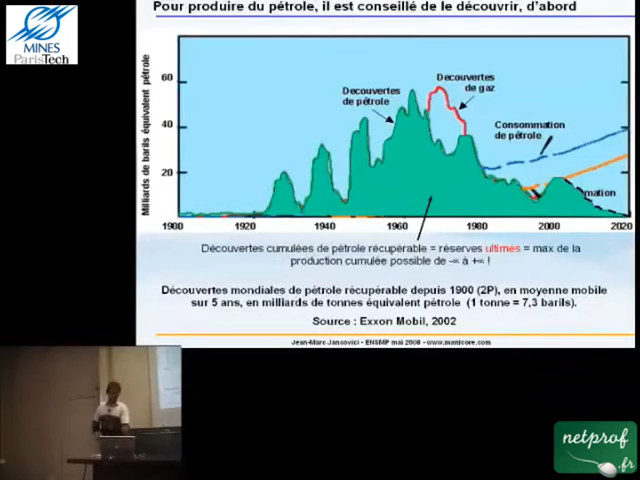 Pour produire du pétrole, il est conseillé de le découvrir, d'abord
MINES
ParisTech
Milliards de barils équivalent pétrole
60
40
20
Decouvertes
de pétrole
Decouvertes
de gaz
Consommation
de pétrole
mation
1900
1920
1940
1960
1980
2000
2020
Découvertes cumulées de pétrole récupérable = réserves ultimes = max de la
production cumulée possible de -∞ à +∞ !
Découvertes mondiales de pétrole récupérable depuis 1900 (2P), en moyenne mobile
sur 5 ans, en milliards de tonnes équivalent pétrole (1 tonne = 7,3 barils).
Source : Exxon Mobil, 2002
Jean-Marc Jancovici - ENSMP mai 2008 - www.manicore.com
netprof
.fr